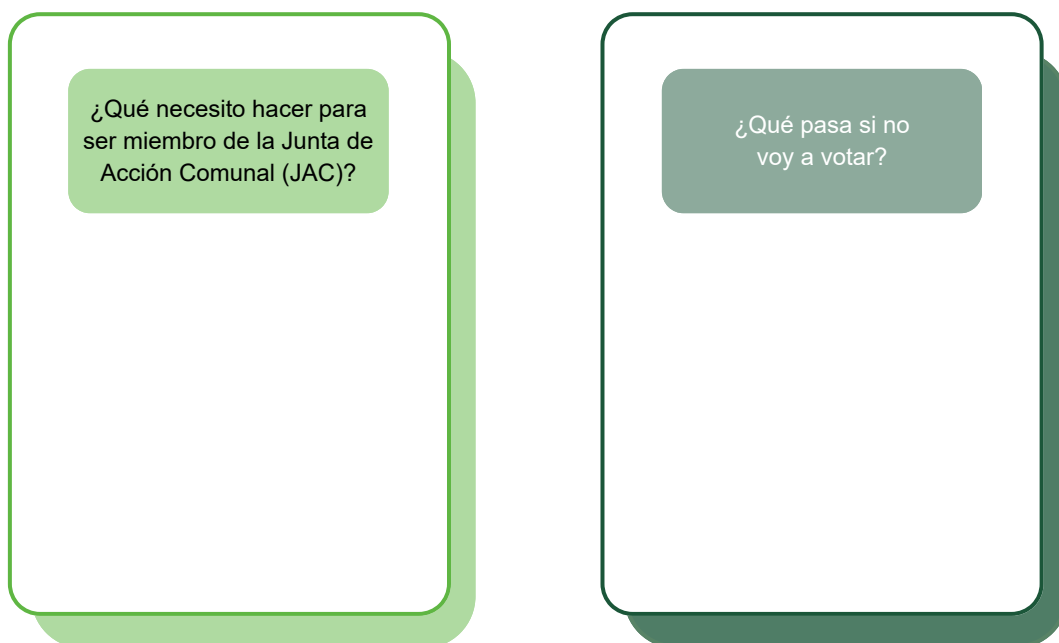 ¿Qué necesito hacer para
ser miembro de la Junta de
Acción Comunal (JAC)?
¿Qué pasa si no
voy a votar?